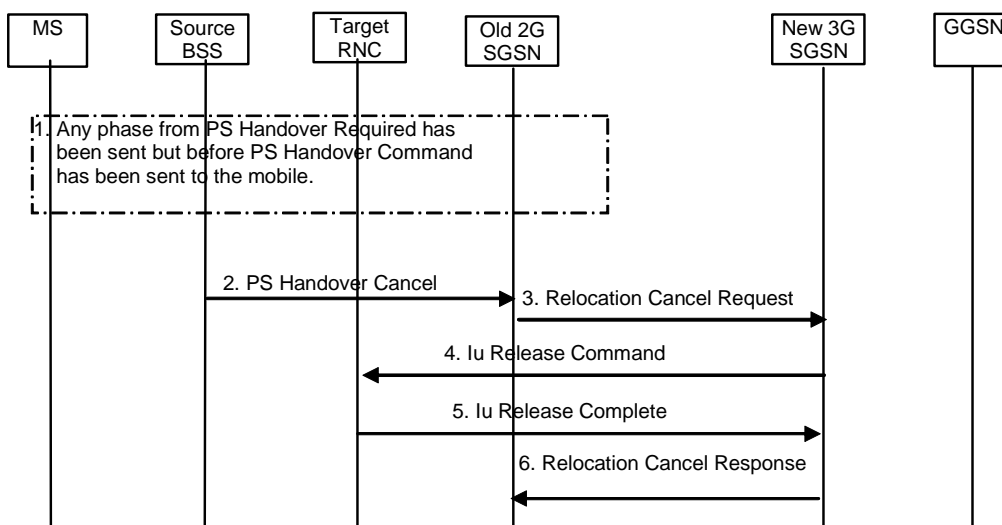 MS
Source
BSS
Target
RNC
Old 2G
SGSN
New 3G
SGSN
GGSN
1. Any phase from PS Handover Required has
been sent but before PS Handover Command
has been sent to the mobile.
2. PS Handover Cancel
3. Relocation Cancel Request
4. Iu Release Command
5. Iu Release Complete
6. Relocation Cancel Response